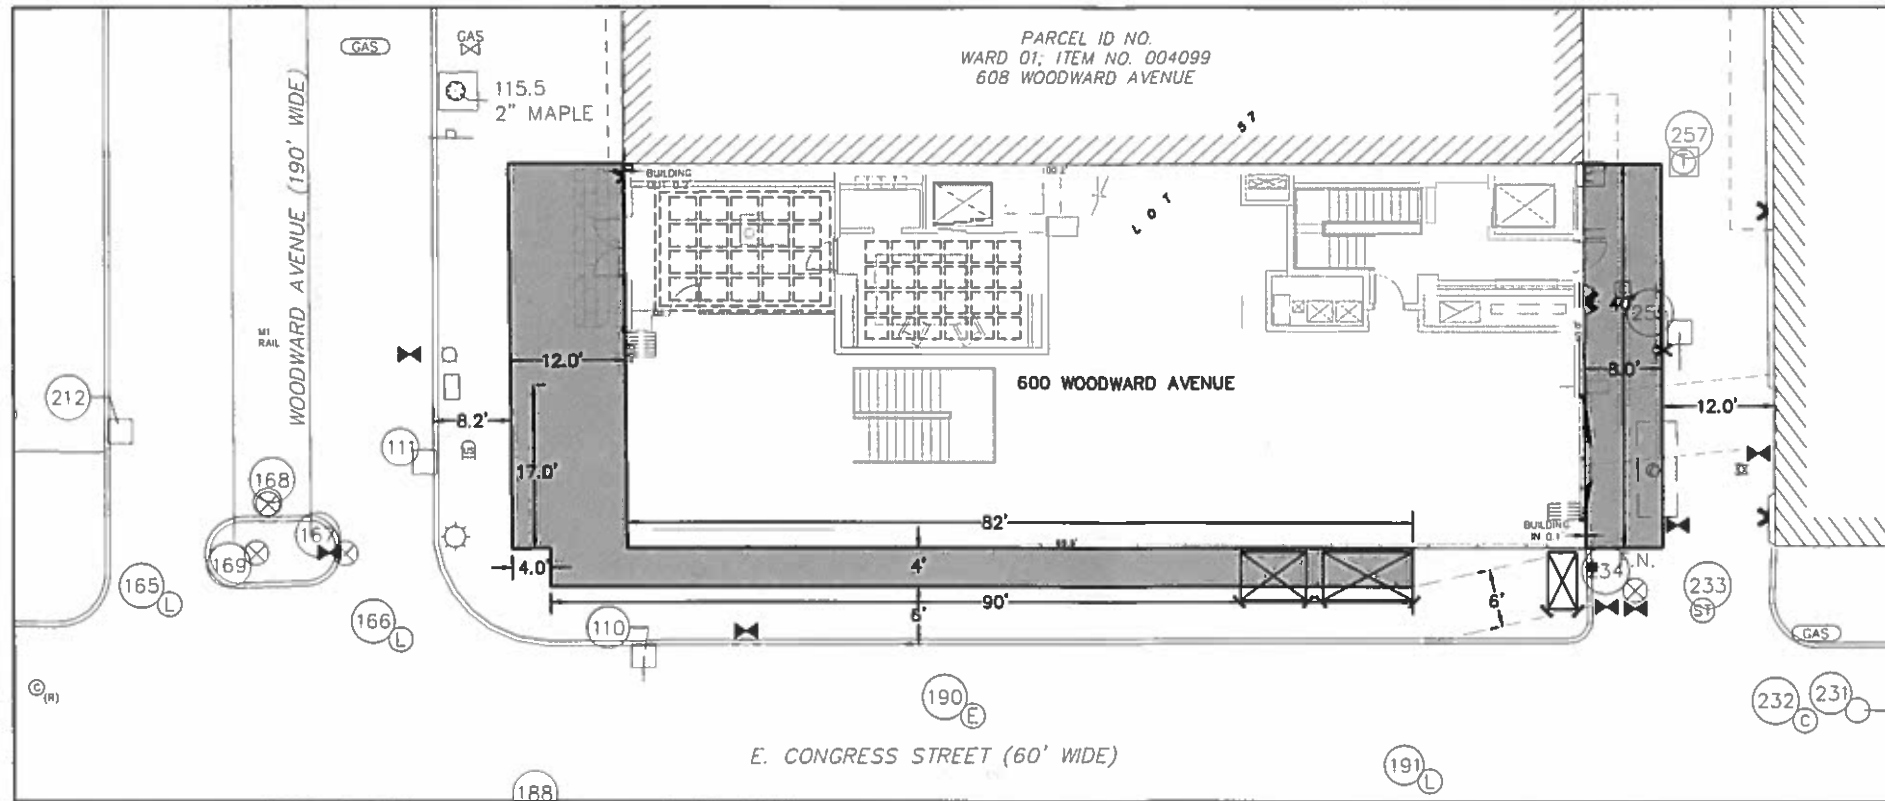 PARCEL ID NO.
WARD 01; ITEM NO. 004099
608 WOODWARD AVENUE
GAS
GAS
115.5
2" MAPLE
WOODWARD AVENUE (190' WIDE)
57
257
T
BUILDING
OUT 0.2'
LOT
M1
RAIL
12.0'
600 WOODWARD AVENUE
8.0'
12.0'
212
8.2'
111
17.0'
168
167
169
82'
BUILDING
IN 0.1'
4.0'
4'
165
L
166
L
90'
6'
110
234
.N.
233
ST
GAS
C
(R)
190
E
232
C
231
E. CONGRESS STREET (60' WIDE)
191
L
188